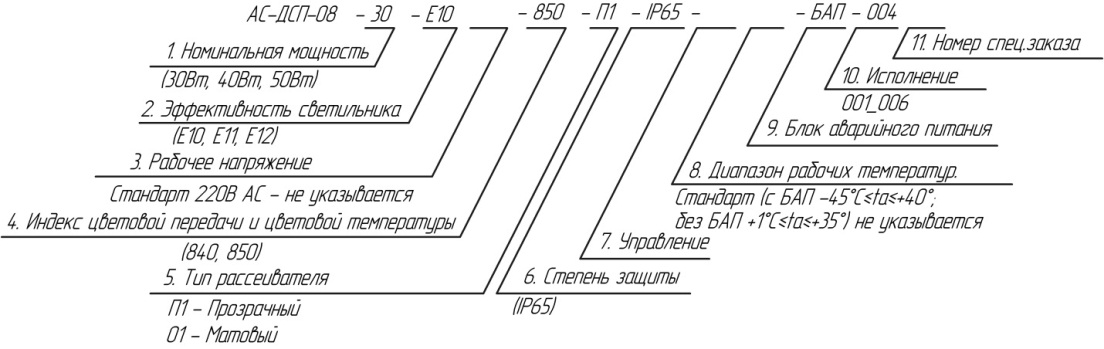 АС-ДСП-08 - 30 - Е10 - 850 - П1 - IP65 - - БАП - 004
1. Номинальная мощность
(30Вт, 40Вт, 50Вт)
2. Эффективность светильника
(Е10, Е11, Е12)
3. Рабочее напряжение
Стандарт 220В АС - не указывается
4. Индекс цветовой передачи и цветовой температуры
(840, 850)
5. Тип рассеивателя
П1 - Прозрачный
О1 - Матовый
6. Степень защиты
(IP65)
7. Управление
8. Диапазон рабочих температур.
Стандарт (с БАП -45°С≤ta≤+40°;
без БАП +1°С≤ta≤+35°) не указывается
9. Блок аварийного питания
10. Исполнение
001_006
11. Номер спец.заказа